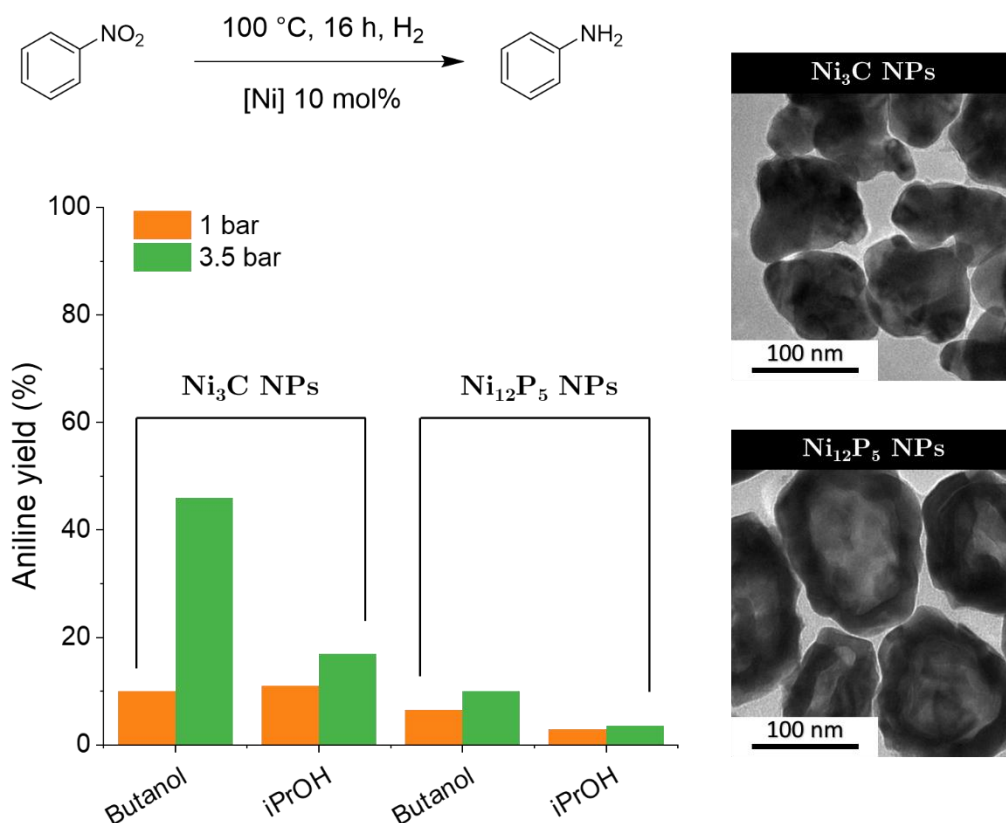 NO₂
100 °C, 16 h, H₂
[Ni] 10 mol%
NH₂
100
80
60
40
20
0
Aniline yield (%)
1 bar
3.5 bar
Ni₃C NPs
Ni₁₂P₅ NPs
Butanol
iPrOH
Butanol
iPrOH
Ni₃C NPs
100 nm
Ni₁₂P₅ NPs
100 nm